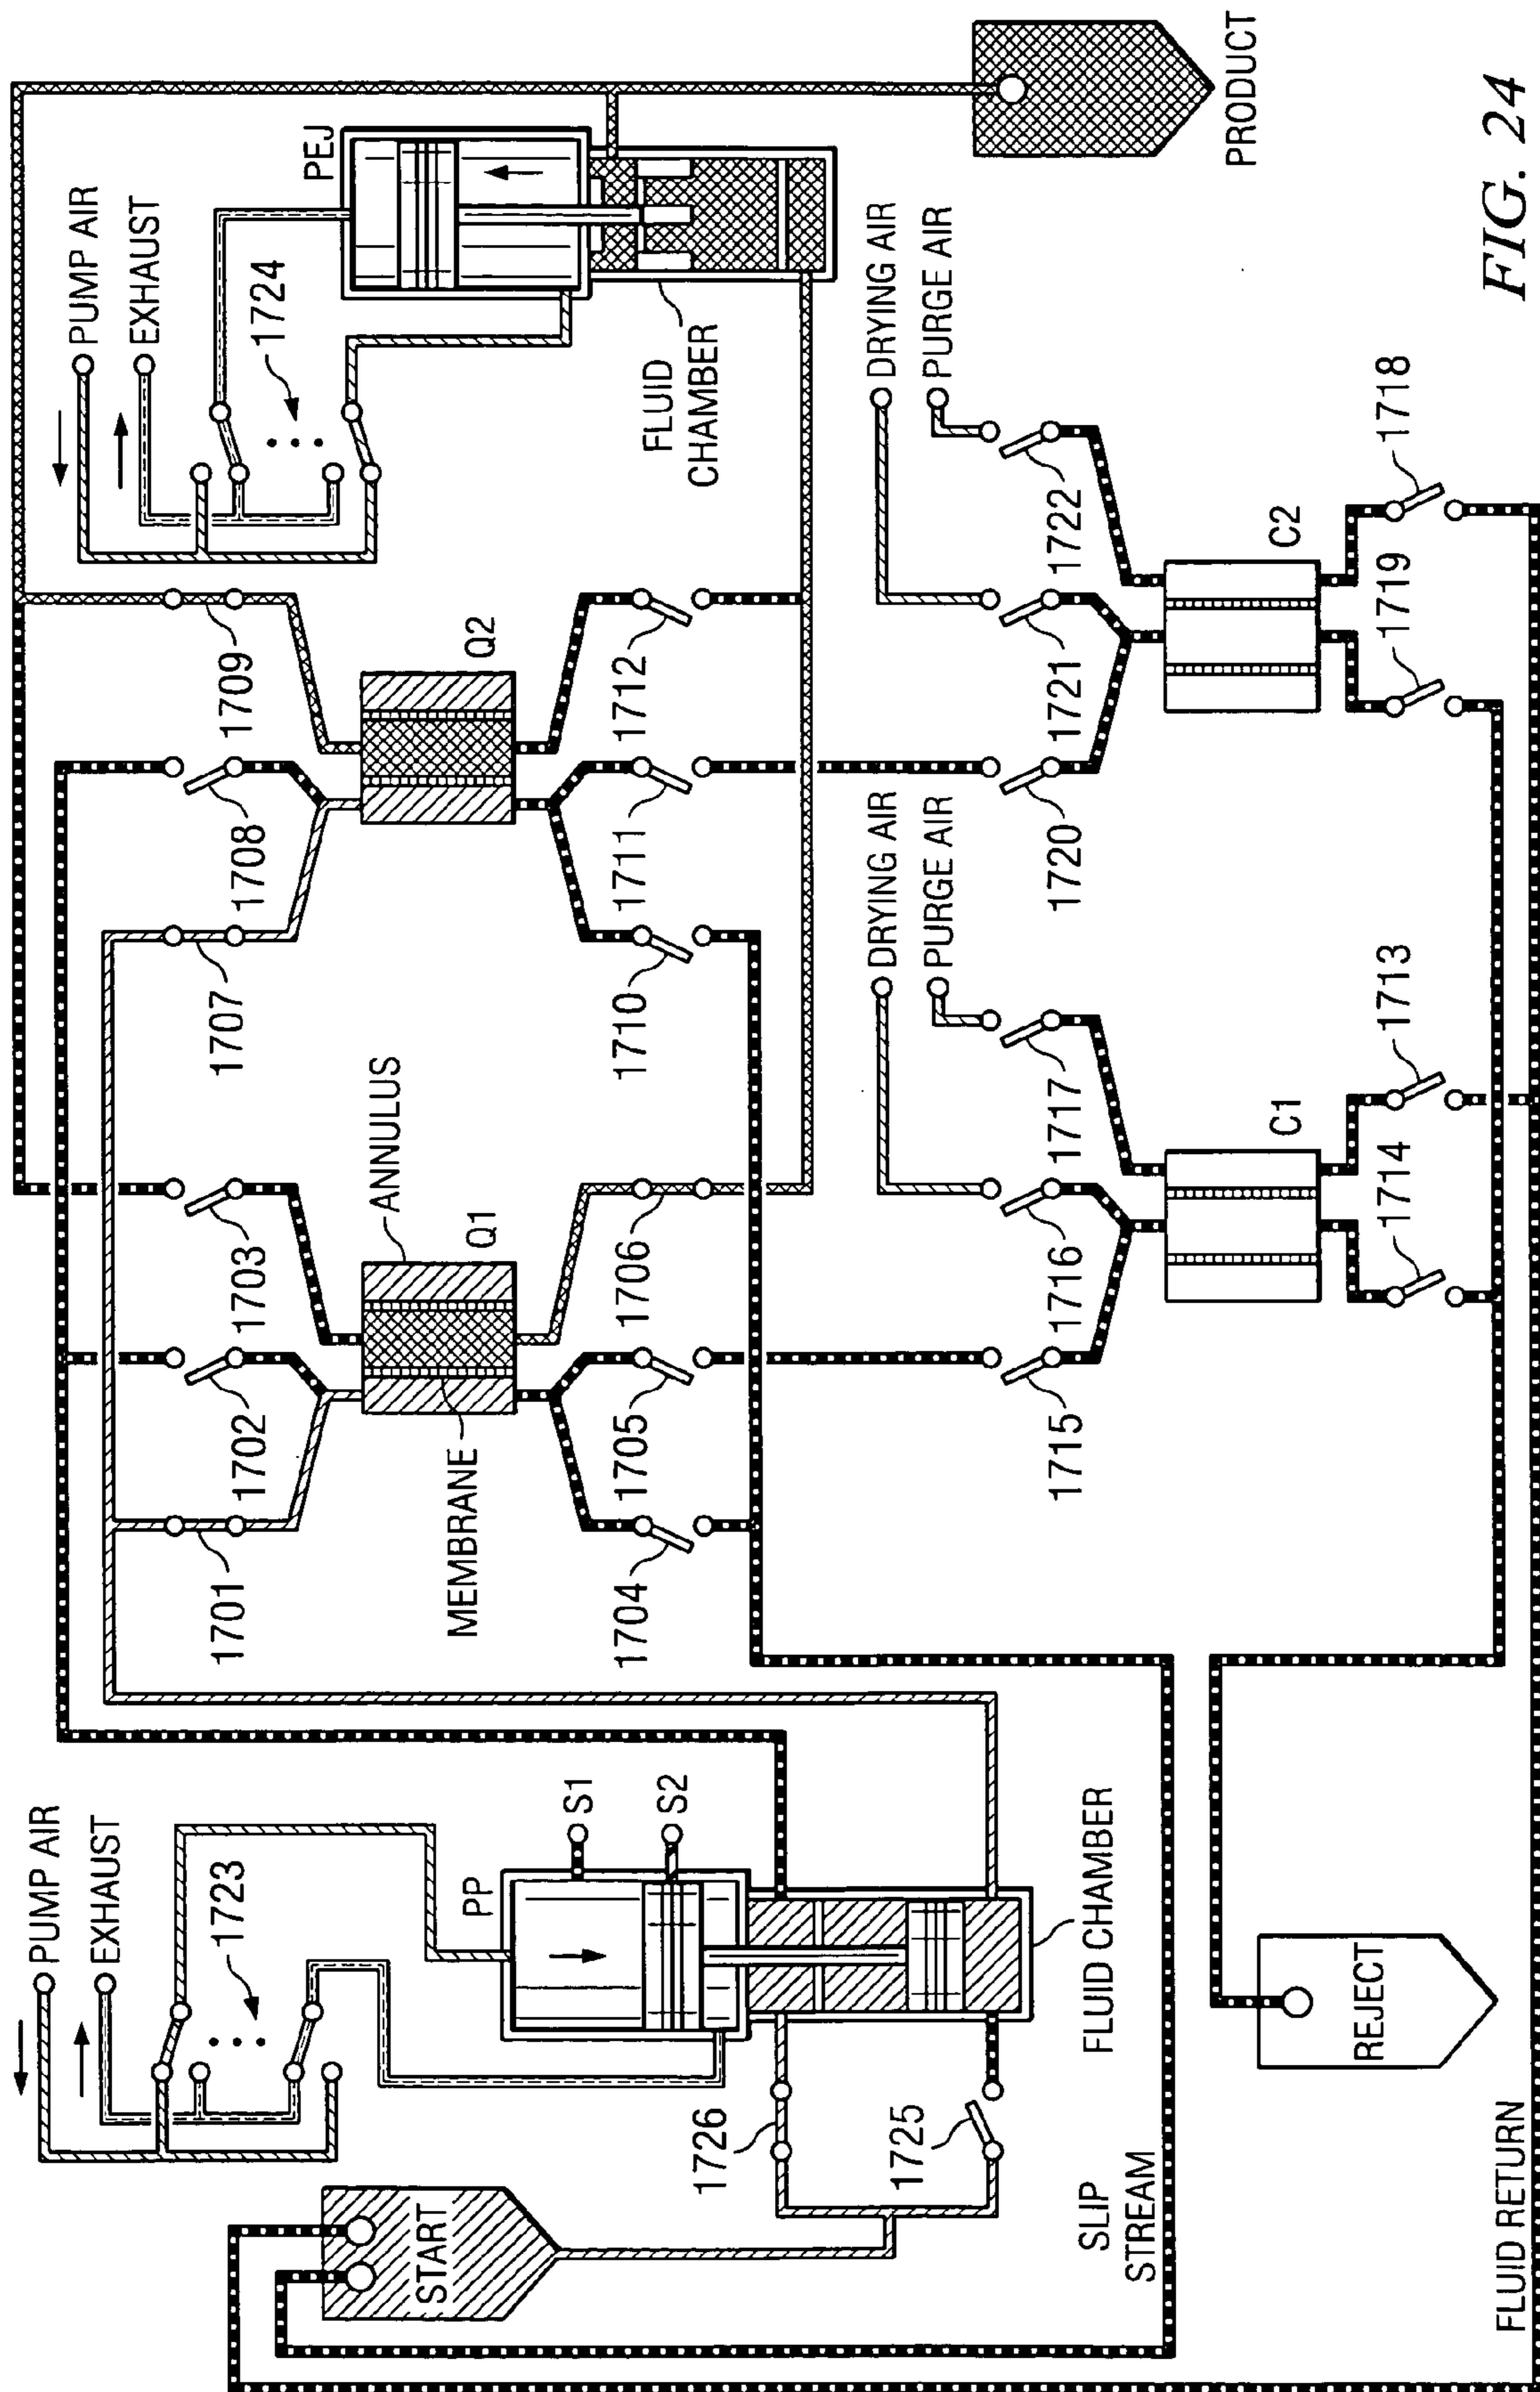 PUMP AIR
EXHAUST
1723
START
PP
S1
S2
1726
1725
FLUID CHAMBER
SLIP
STREAM
FLUID RETURN
REJECT
1701
1702
1703
MEMBRANE
ANNULUS
Q1
1704
1705
1706
1707
1708
1709
Q2
1710
1711
1712
PUMP AIR
EXHAUST
1724
PEJ
FLUID
CHAMBER
PRODUCT
DRYING AIR
PURGE AIR
1715
1716
1717
C1
1714
1713
DRYING AIR
PURGE AIR
1720
1721
1722
C2
1719
1718
FIG. 24